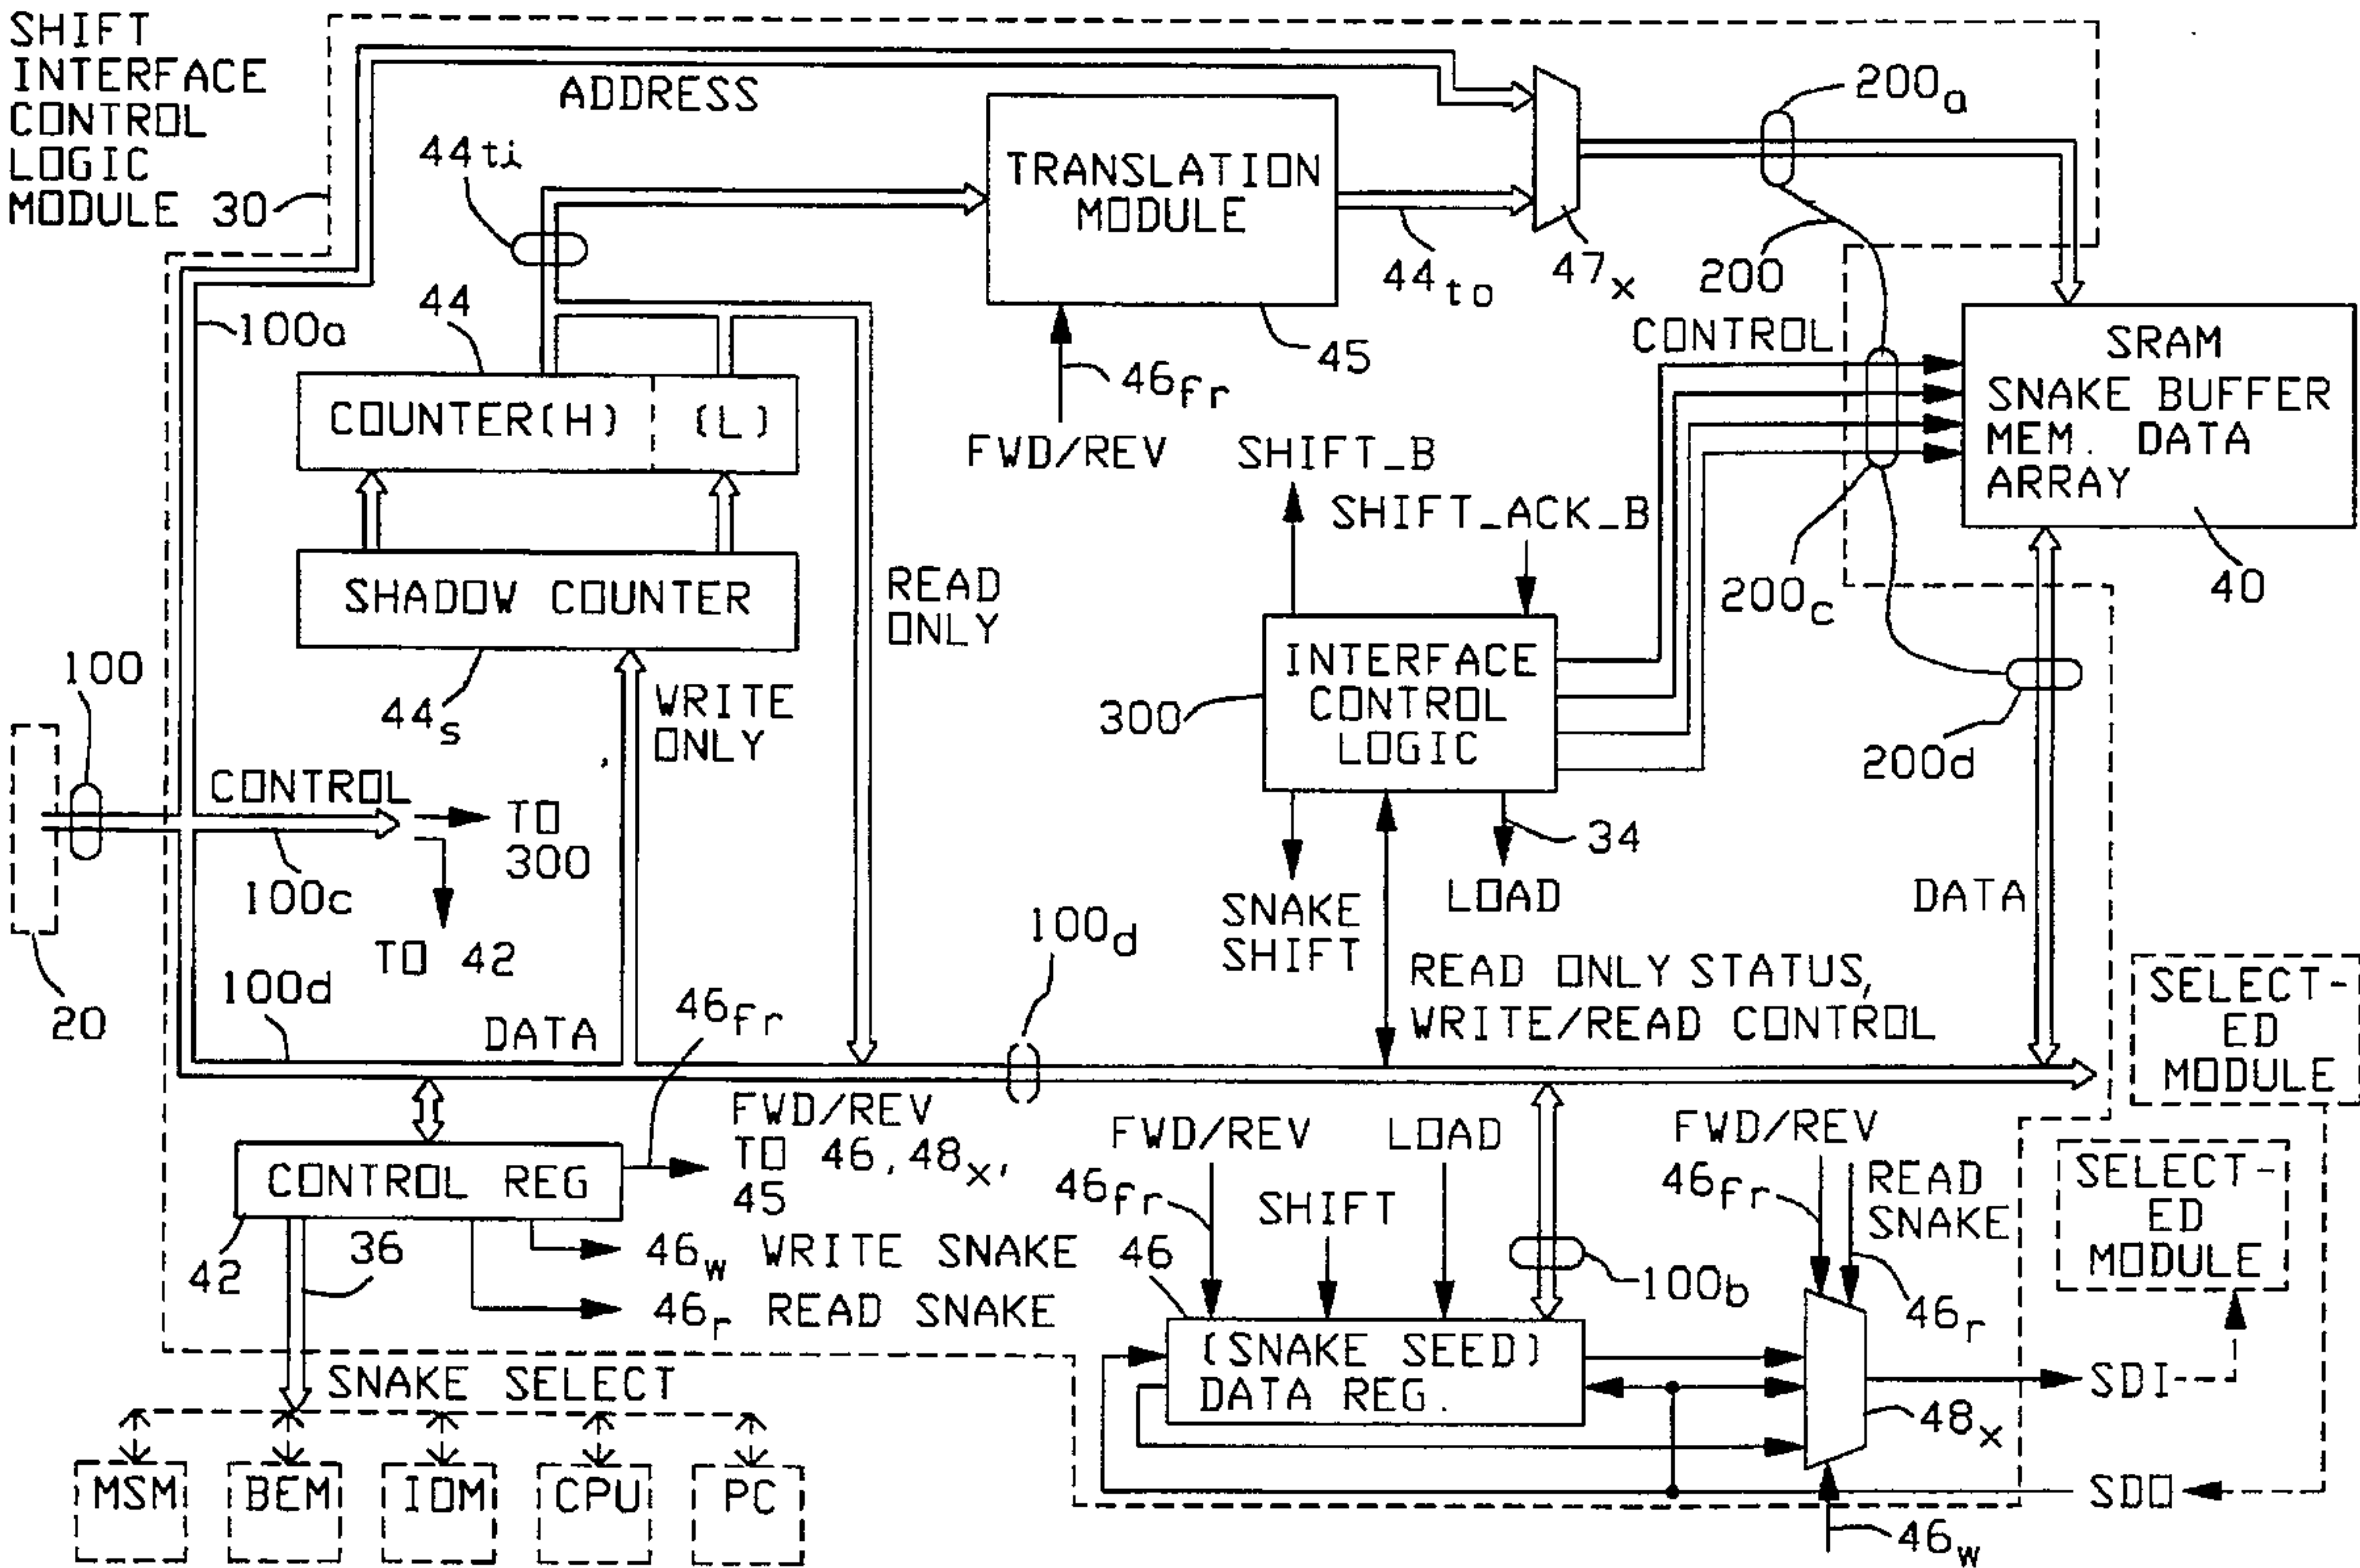 SHIFT
INTERFACE
CONTROL
LOGIC
MODULE 30
ADDRESS
200a
44ti
TRANSLATION
MODULE
44to
47x
200
100a
44
45
46fr
FWD/REV
COUNTER(H) (L)
CONTROL
SRAM
SNAKE BUFFER
MEM. DATA
ARRAY
40
SHIFT_B
SHIFT_ACK_B
SHADOW COUNTER
READ
ONLY
200c
100
44s
WRITE
ONLY
300
INTERFACE
CONTROL
LOGIC
200d
CONTROL
TO
300
100c
TO 42
20
34
SNAKE
SHIFT
LOAD
DATA
100d
DATA
46fr
100d
READ ONLY STATUS,
WRITE/READ CONTROL
SELECT-
ED
MODULE
CONTROL REG
42
36
FWD/REV
TO 46, 48x,
45
46w WRITE SNAKE
46r READ SNAKE
FWD/REV
46fr
SHIFT
LOAD
46
100b
FWD/REV
46fr
READ
SNAKE
46r
SELECT-
ED
MODULE
(SNAKE SEED)
DATA REG.
SDI
48x
SDO
46w
SNAKE SELECT
MSM
BEM
IOM
CPU
PC